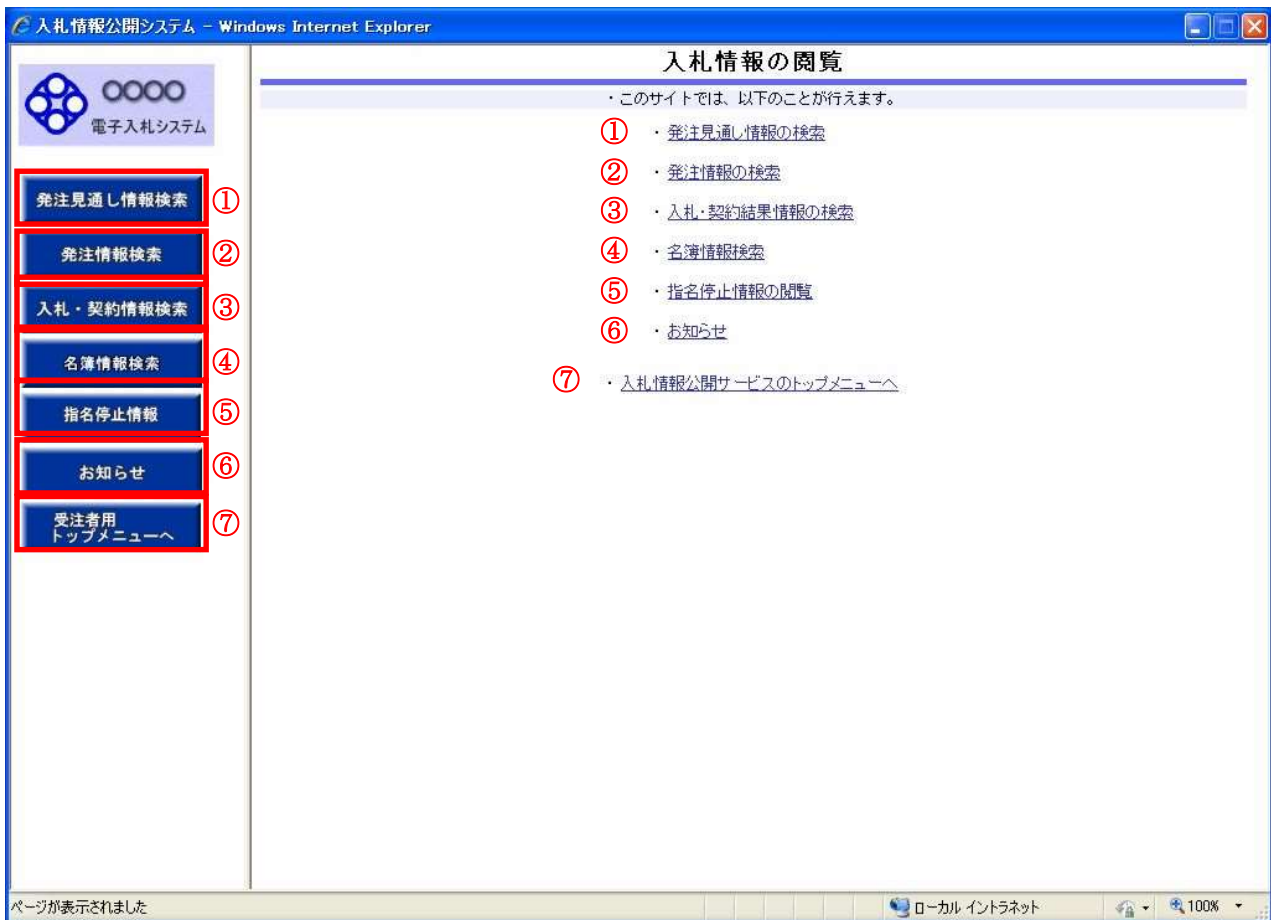 入札情報公開システム - Windows Internet Explorer
○○○○
電子入札システム
発注見通し情報検索 ①
発注情報検索 ②
入札・契約情報検索 ③
名簿情報検索 ④
指名停止情報 ⑤
お知らせ ⑥
受注者用
トップメニューへ ⑦
入札情報の閲覧
・このサイトでは、以下のことが行えます。
① ・発注見通し情報の検索
② ・発注情報の検索
③ ・入札・契約結果情報の検索
④ ・名簿情報検索
⑤ ・指名停止情報の閲覧
⑥ ・お知らせ
⑦ ・入札情報公開サービスのトップメニューへ
ページが表示されました
ローカル イントラネット
100%